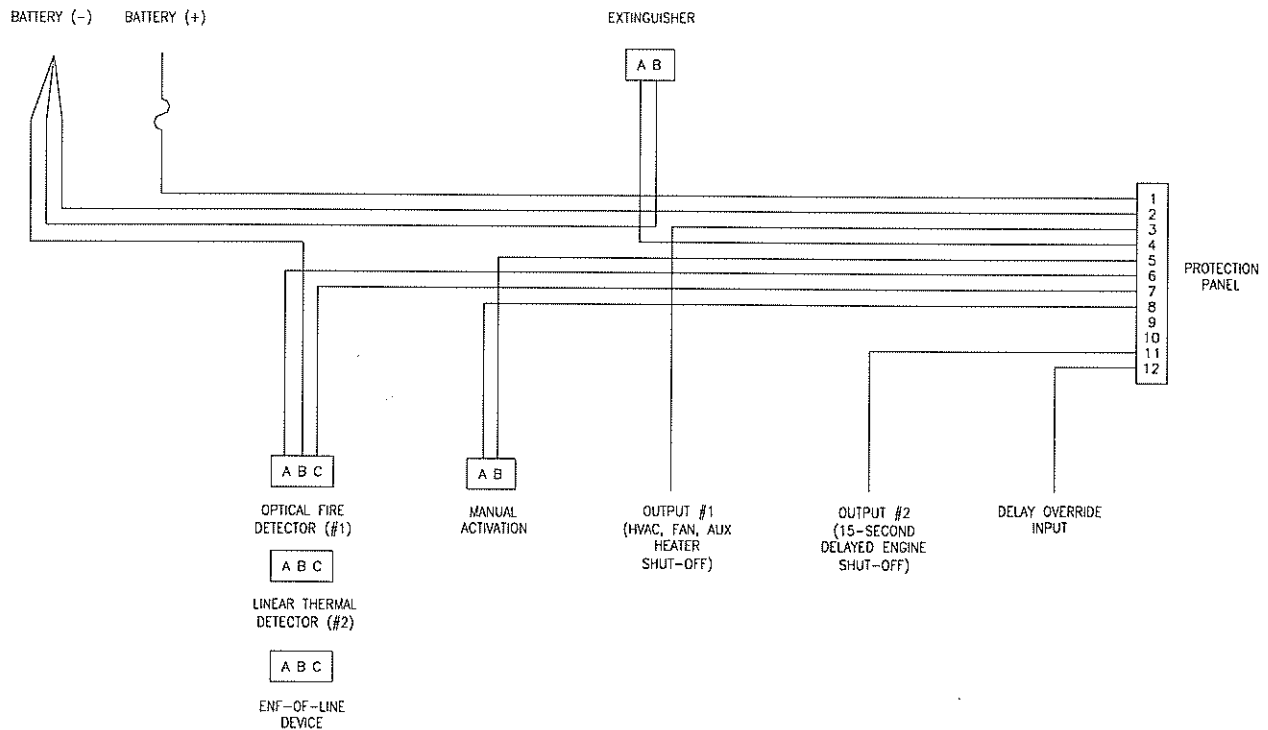 BATTERY (-)
BATTERY (+)
EXTINGUISHER
A B
1
2
3
4
5
6
7
8
9
10
11
12
PROTECTION
PANEL
A B C
OPTICAL FIRE
DETECTOR (#1)
A B
MANUAL
ACTIVATION
OUTPUT #1
(HVAC, FAN, AUX
HEATER
SHUT-OFF)
OUTPUT #2
(15-SECOND
DELAYED ENGINE
SHUT-OFF)
DELAY OVERRIDE
INPUT
A B C
LINEAR THERMAL
DETECTOR (#2)
A B C
ENF-OF-LINE
DEVICE